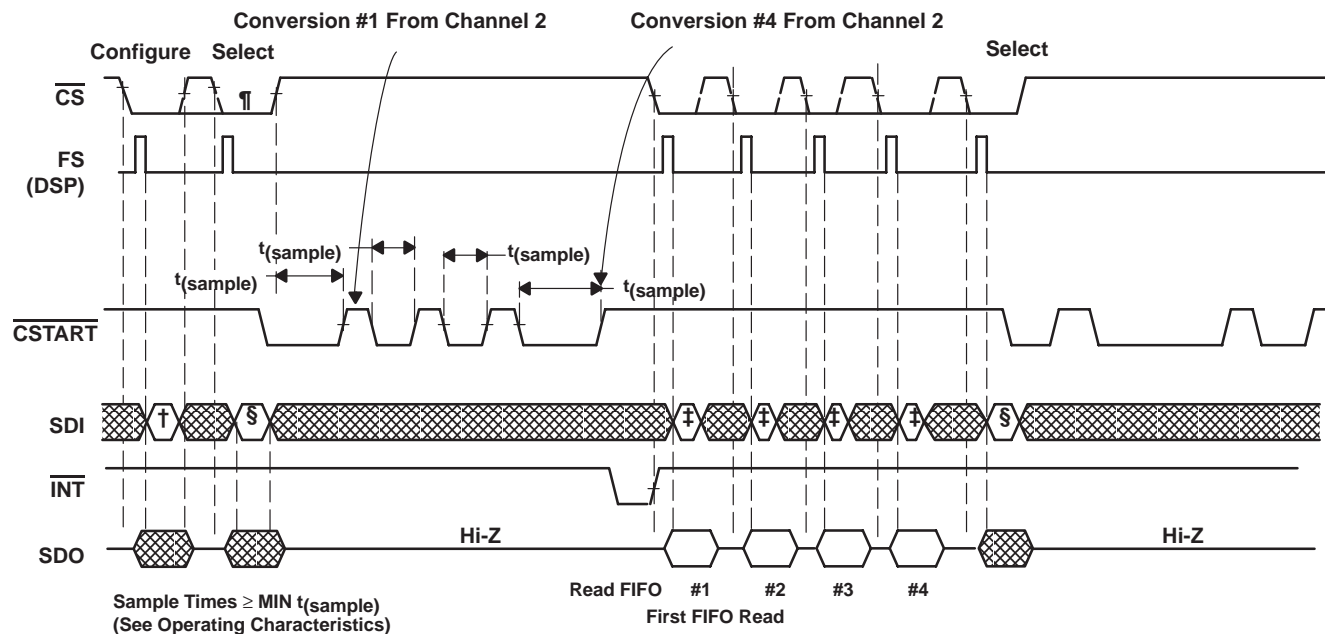 Conversion #1 From Channel 2
Conversion #4 From Channel 2
Configure
Select
Select
CS
¶
FS
(DSP)
t(sample)
t(sample)
t(sample)
t(sample)
CSTART
SDI
†
§
‡
‡
‡
‡
§
INT
SDO
Hi-Z
Hi-Z
Read FIFO
#1
#2
#3
#4
First FIFO Read
Sample Times ≥ MIN t(sample)
(See Operating Characteristics)